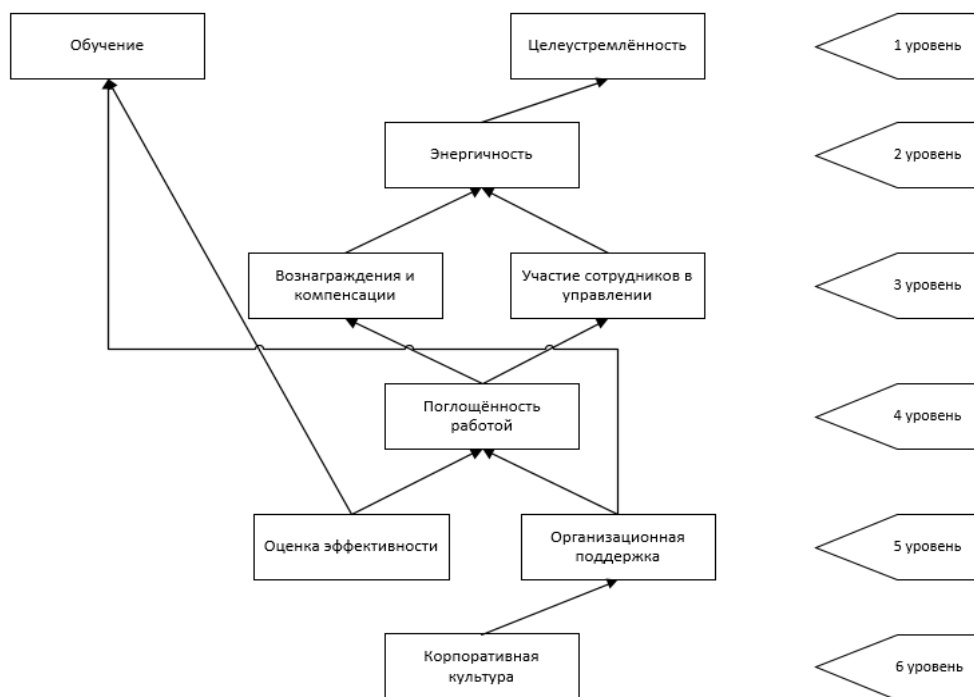 Обучение
Целеустремлённость
1 уровень
Энергичность
2 уровень
Вознаграждения и
компенсации
Участие сотрудников в
управлении
3 уровень
Поглощённость
работой
4 уровень
Оценка эффективности
Организационная
поддержка
5 уровень
Корпоративная
культура
6 уровень